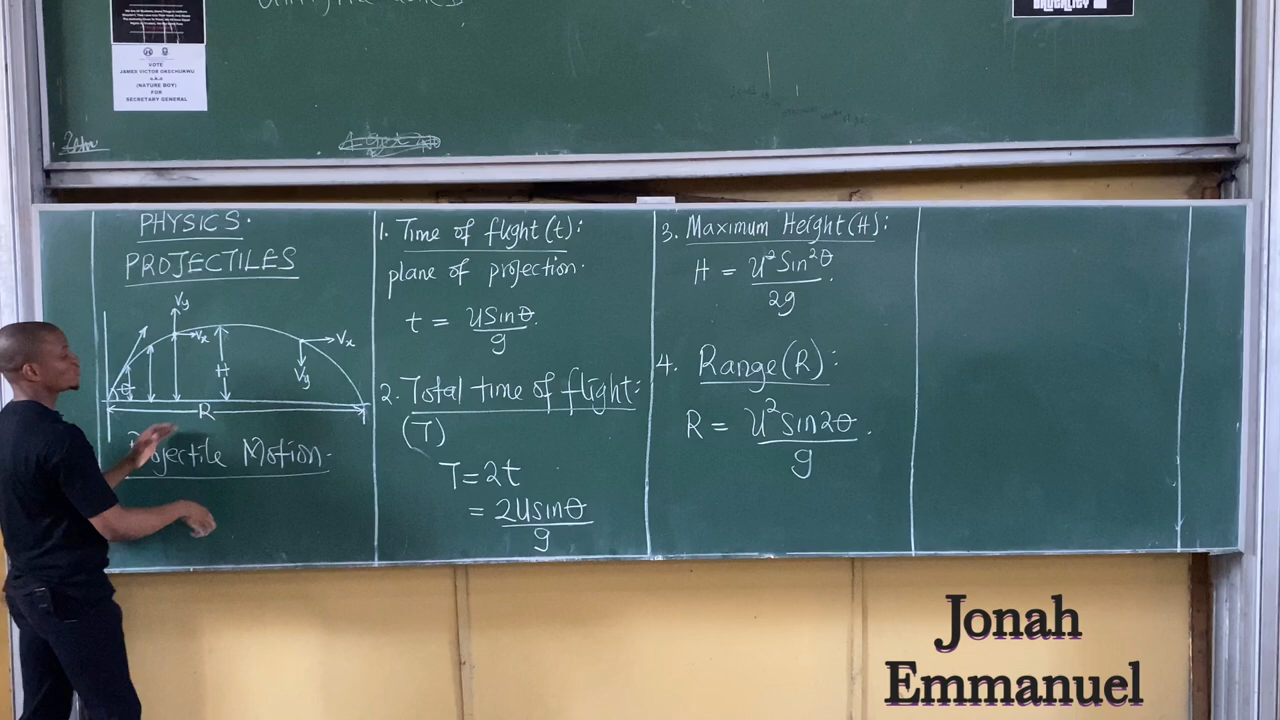 VOTE
JAMES VICTOR OKECHUKWU
a.k.a
(NATURE BOY)
FOR
SECRETARY GENERAL
PHYSICS.
PROJECTILES
Vy
Vx
Vx
Vy
H
θ
R
Projectile Motion.
1. Time of flight (t):
plane of projection.
t = USinθ/g.
2. Total time of flight:
(T)
T=2t
= 2Usinθ/g
3. Maximum Height (H):
H = U²Sin²θ/2g.
4. Range (R):
R = U²Sin2θ/g.
Jonah
Emmanuel